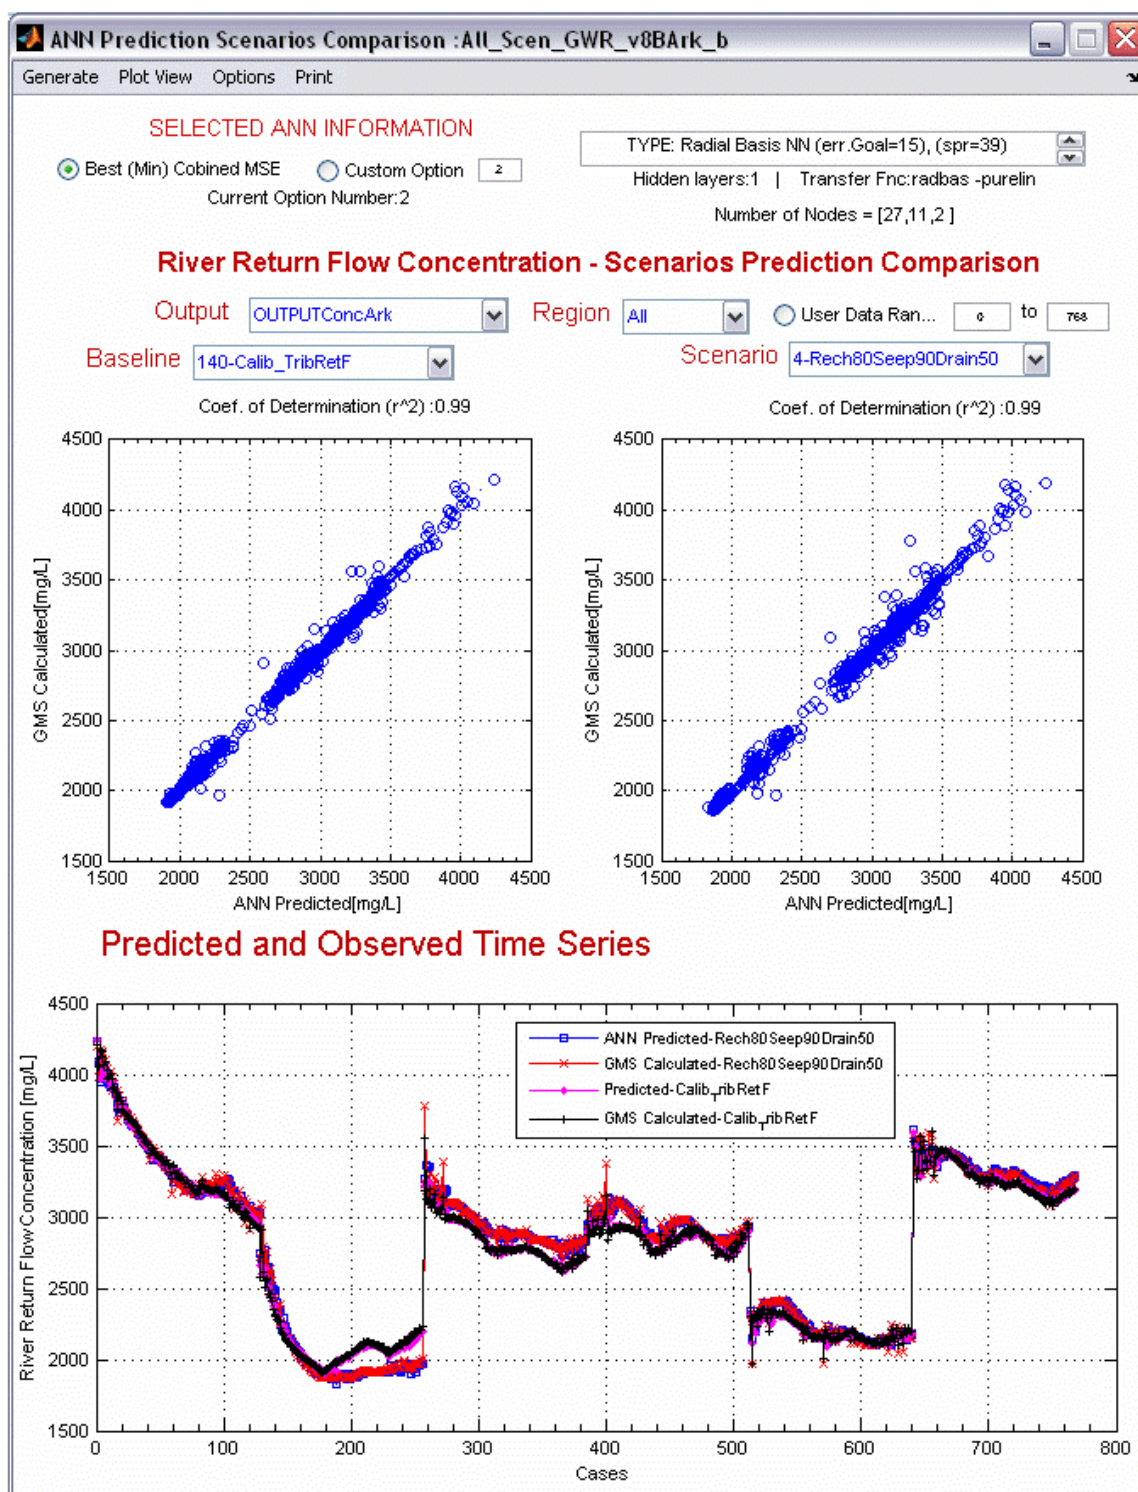 ANN Prediction Scenarios Comparison :All_Scen_GWR_v8BArk_b
Generate Plot View Options Print
SELECTED ANN INFORMATION
Best (Min) Cobined MSE Custom Option 2
Current Option Number:2
TYPE: Radial Basis NN (err.Goal=15), (spr=39)
Hidden layers:1 | Transfer Fnc:radbas -purelin
Number of Nodes = [27,11,2 ]
River Return Flow Concentration - Scenarios Prediction Comparison
Output OUTPUTConcArk Region All User Data Ran... 0 to 768
Baseline 140-Calib_TribRetF Scenario 4-Rech80Seep90Drain50
Coef. of Determination (r^2) :0.99
4500
4000
3500
3000
2500
2000
1500
GMS Calculated[mg/L]
1500 2000 2500 3000 3500 4000 4500
ANN Predicted[mg/L]
Coef. of Determination (r^2) :0.99
4500
4000
3500
3000
2500
2000
1500
GMS Calculated[mg/L]
1500 2000 2500 3000 3500 4000 4500
ANN Predicted[mg/L]
Predicted and Observed Time Series
4500
4000
3500
3000
2500
2000
1500
River Return FlowConcentration [mg/L]
ANN Predicted-Rech80Seep90Drain50
GMS Calculated-Rech80Seep90Drain50
Predicted-Calib_TribRetF
GMS Calculated-Calib_TribRetF
0 100 200 300 400 500 600 700 800
Cases